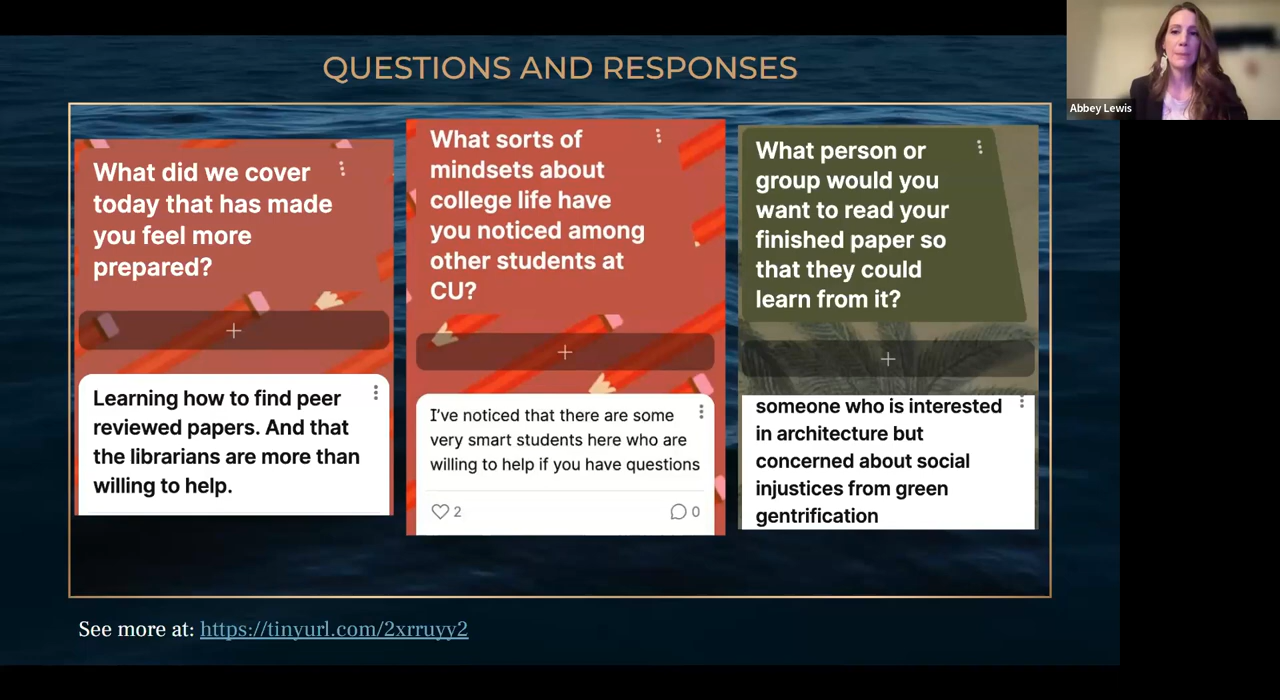 QUESTIONS AND RESPONSES
Abbey Lewis
What did we cover
today that has made
you feel more
prepared?
Learning how to find peer
reviewed papers. And that
the librarians are more than
willing to help.
What sorts of
mindsets about
college life have
you noticed among
other students at
CU?
I've noticed that there are some
very smart students here who are
willing to help if you have questions
2
0
What person or
group would you
want to read your
finished paper so
that they could
learn from it?
someone who is interested
in architecture but
concerned about social
injustices from green
gentrification
See more at: https://tinyurl.com/2xrruyy2